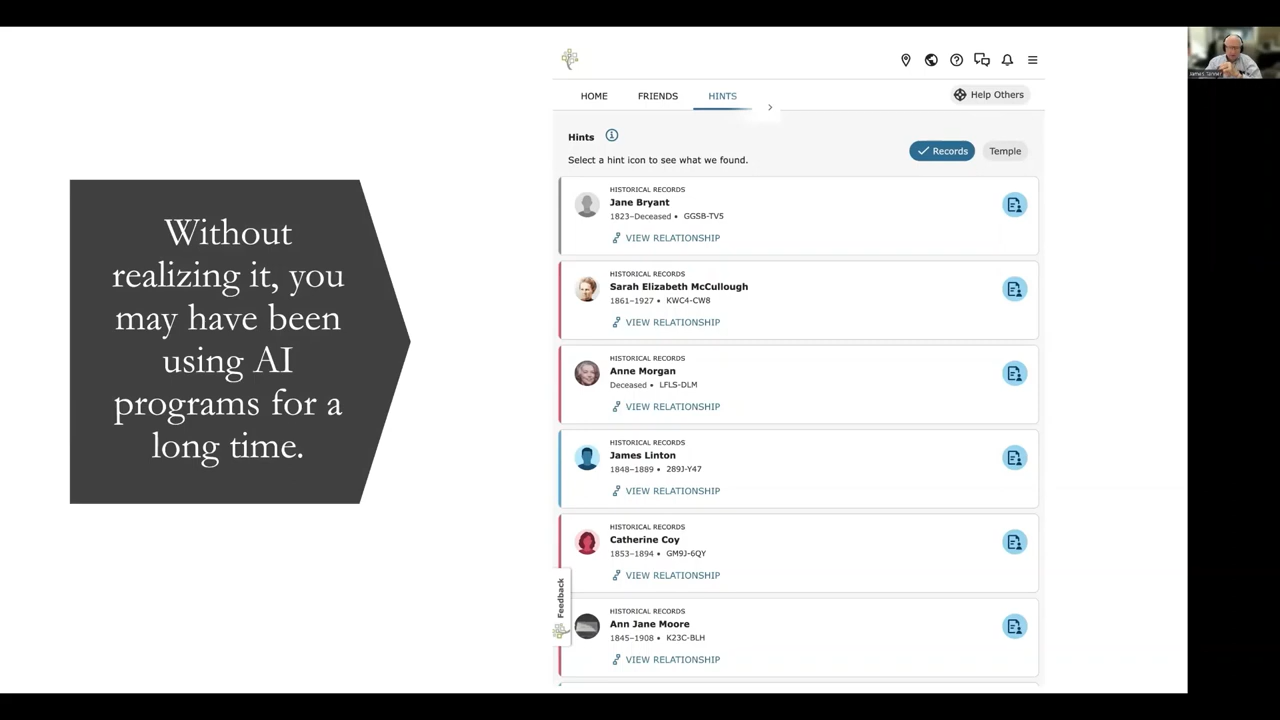 Without
realizing it, you
may have been
using AI
programs for a
long time.
HOME FRIENDS HINTS
Help Others
Hints
Select a hint icon to see what we found.
Records Temple
HISTORICAL RECORDS
Jane Bryant
1823–Deceased • GGSB-TV5
VIEW RELATIONSHIP
HISTORICAL RECORDS
Sarah Elizabeth McCullough
1861–1927 • KWC4-CW8
VIEW RELATIONSHIP
HISTORICAL RECORDS
Anne Morgan
Deceased • LFLS-DLM
VIEW RELATIONSHIP
HISTORICAL RECORDS
James Linton
1848–1889 • 289J-Y47
VIEW RELATIONSHIP
HISTORICAL RECORDS
Catherine Coy
1853–1894 • GM9J-6QY
VIEW RELATIONSHIP
HISTORICAL RECORDS
Ann Jane Moore
1845–1908 • K23C-BLH
VIEW RELATIONSHIP
Feedback
James Tanner